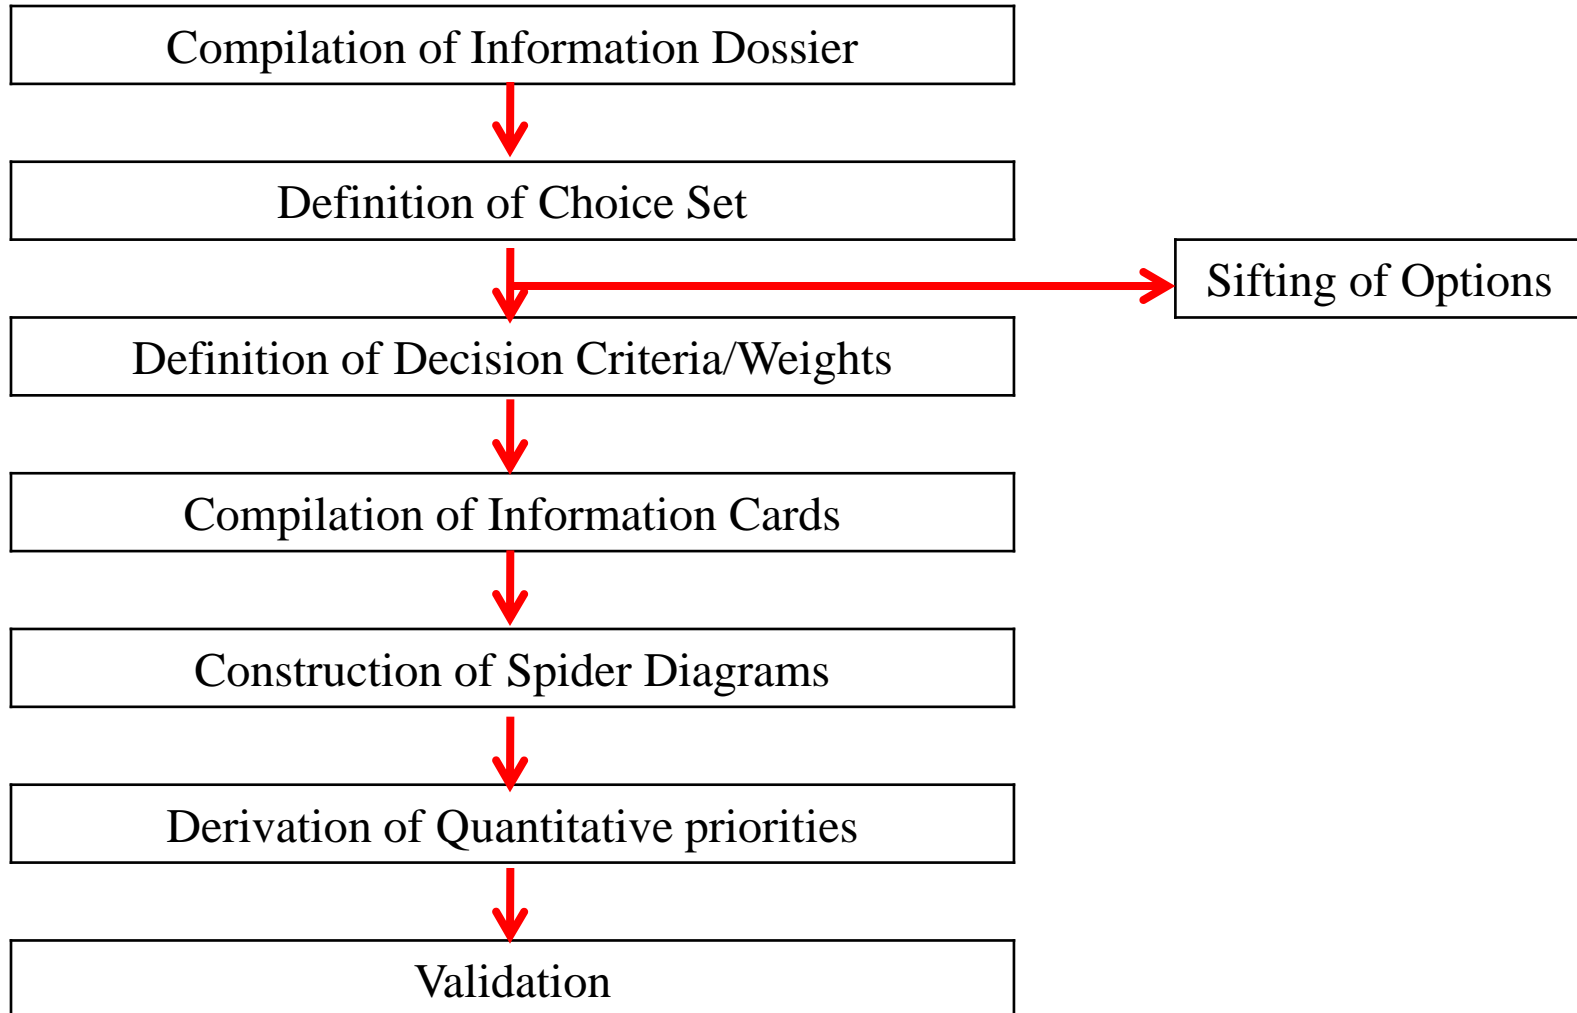 Compilation of Information Dossier
Definition of Choice Set
Sifting of Options
Definition of Decision Criteria/Weights
Compilation of Information Cards
Construction of Spider Diagrams
Derivation of Quantitative priorities
Validation